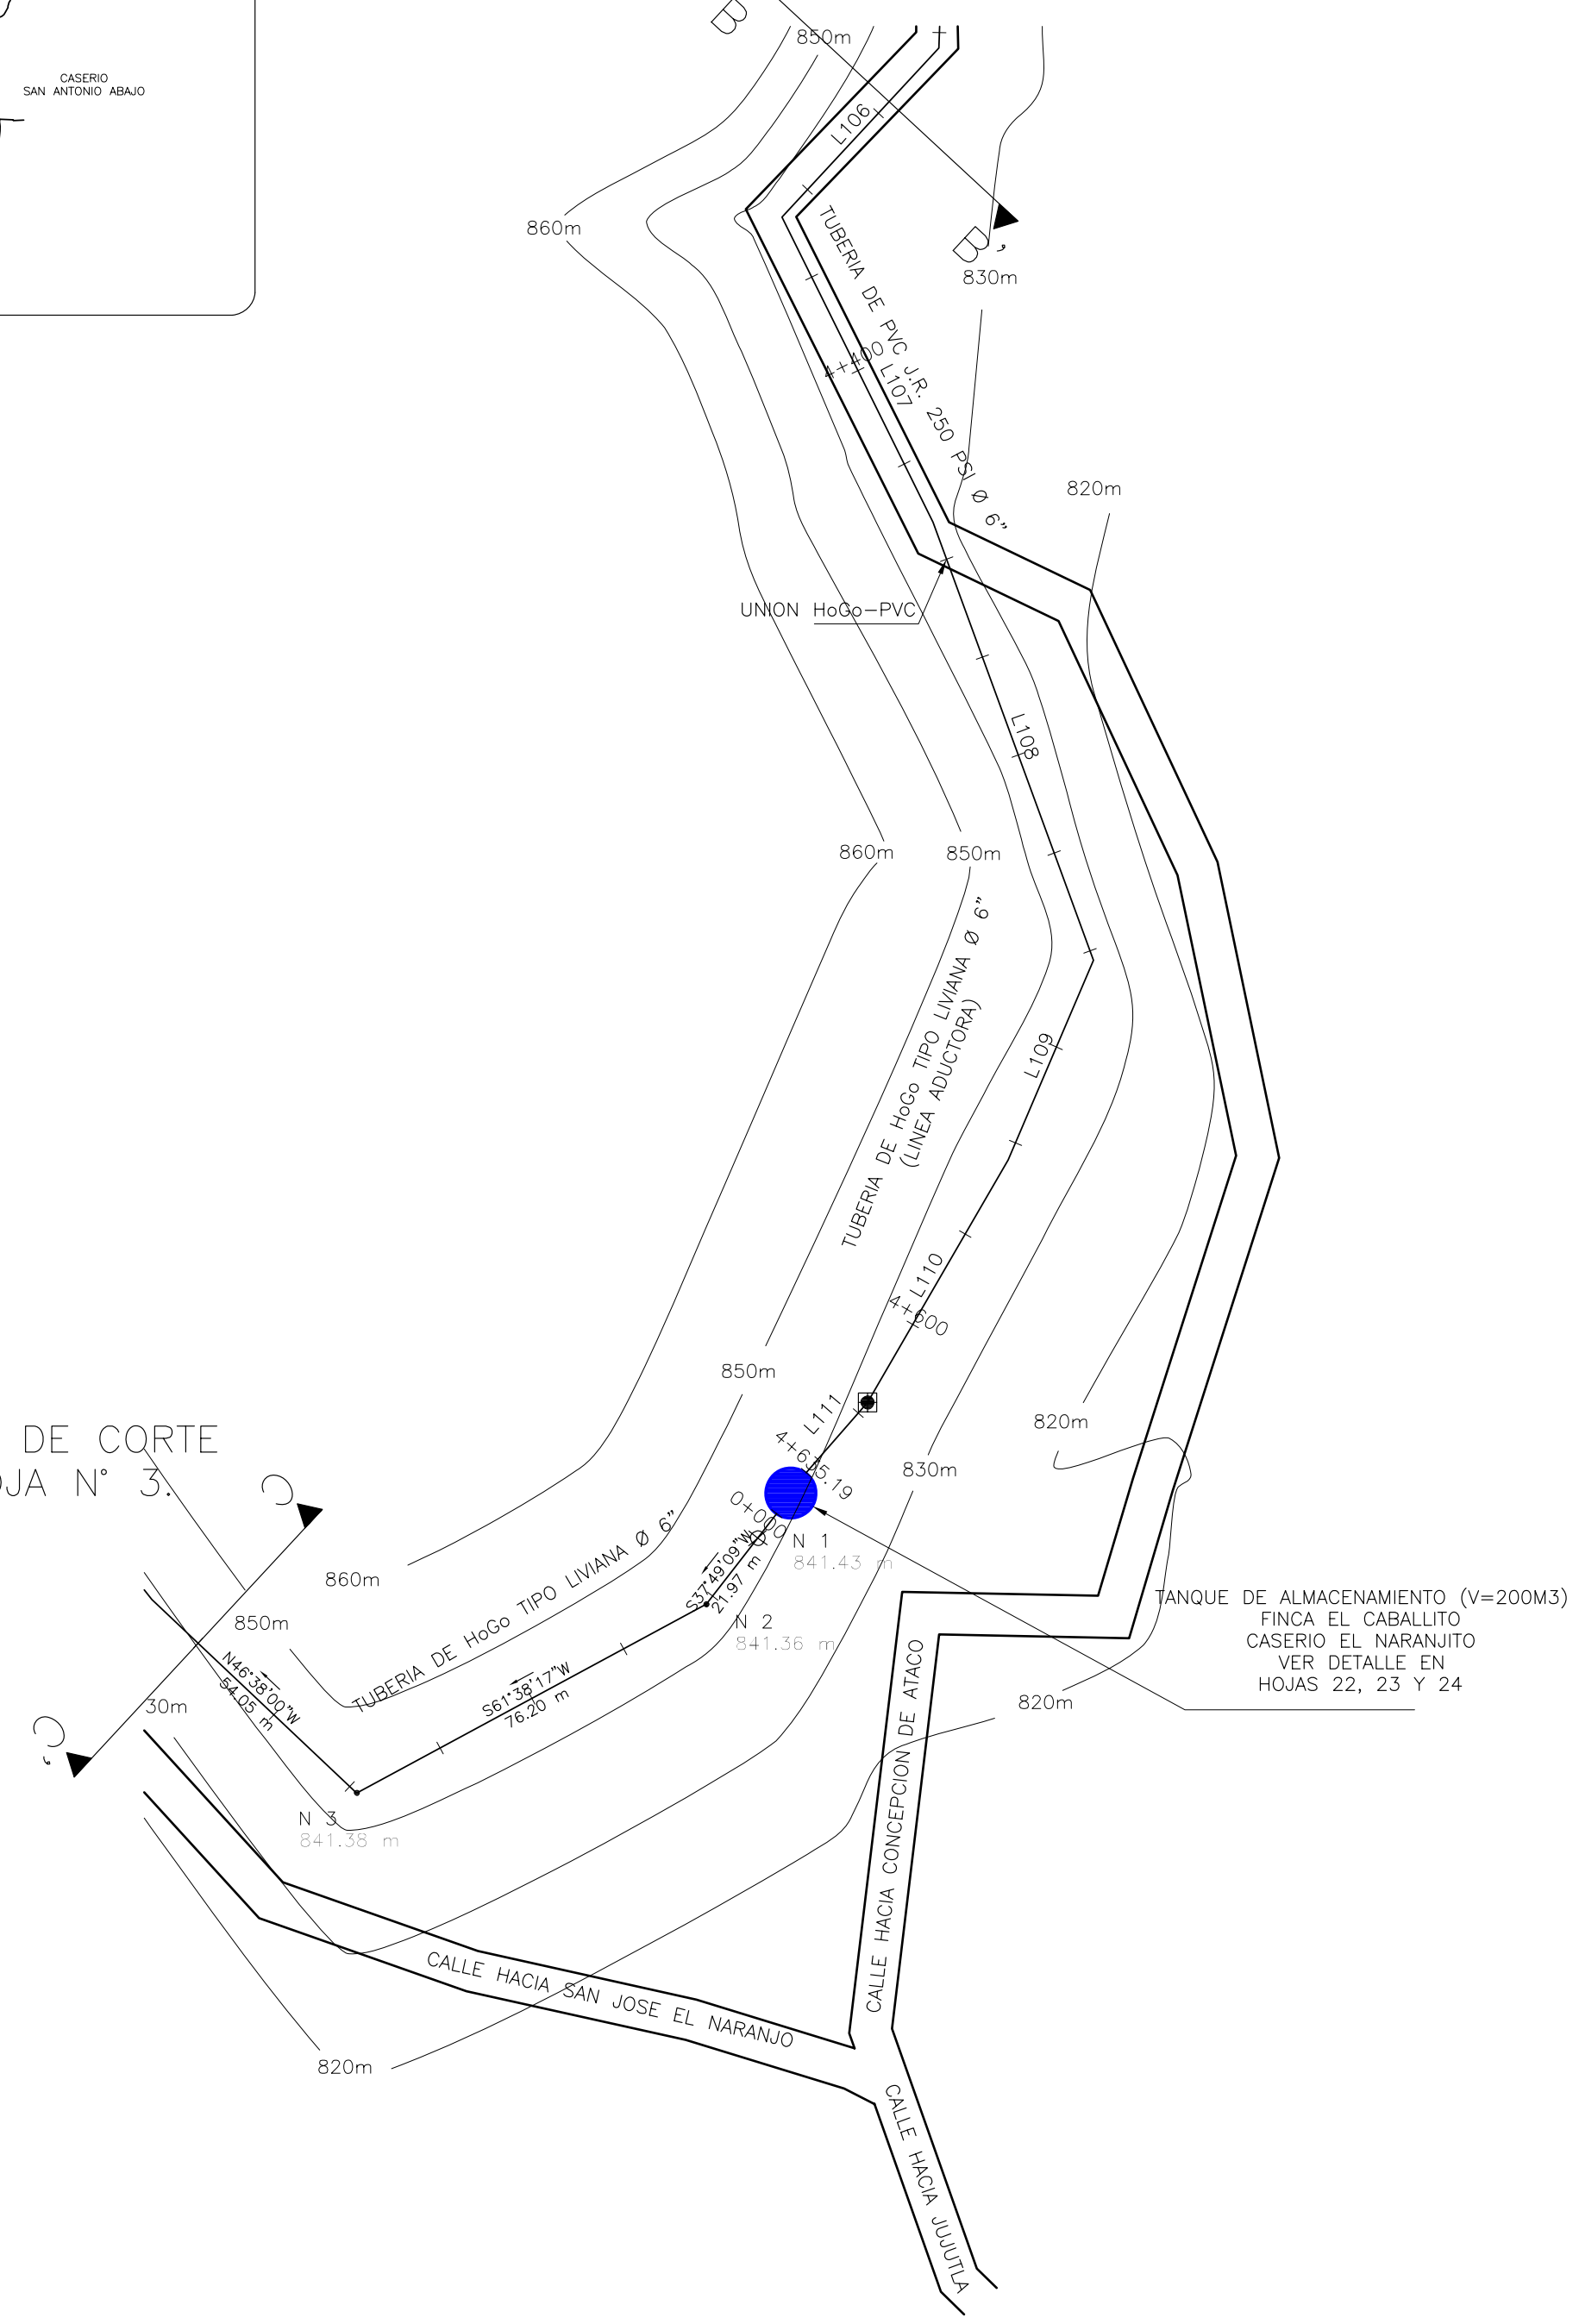 B
850m
CASERIO
SAN ANTONIO ABAJO
L106
860m
B'
830m
TUBERIA DE PVC J.R. 250 PSI Ø 6"
4+400
L107
820m
UNION HoGo-PVC
L108
860m
850m
TUBERIA DE HoGo TIPO LIVIANA Ø 6"
(LINEA ADUCTORA)
L109
L110
4+600
850m
L111
820m
DE CORTE
OJA N° 3.
C
4+635.19
830m
0+000
N 1
841.43 m
S37°49'09"W
21.97 m
N 2
841.36 m
860m
TUBERIA DE HoGo TIPO LIVIANA Ø 6"
850m
TANQUE DE ALMACENAMIENTO (V=200M3)
FINCA EL CABALLITO
CASERIO EL NARANJITO
VER DETALLE EN
HOJAS 22, 23 Y 24
N46°38'00"W
54.05 m
S61°38'17"W
76.20 m
30m
820m
C'
N 3
841.38 m
CALLE HACIA CONCEPCION DE ATACO
CALLE HACIA SAN JOSE EL NARANJO
820m
CALLE HACIA JUJUTLA